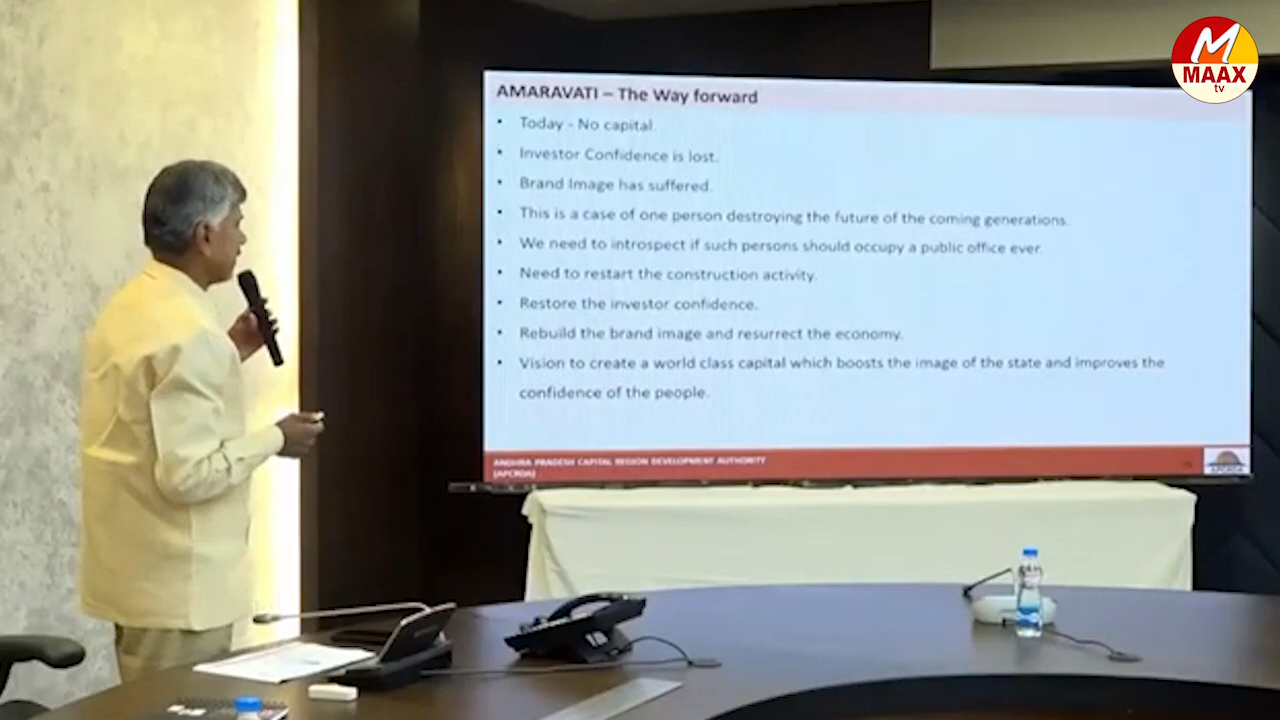 M
MAAX
tv
AMARAVATI – The Way forward
• Today - No capital.
• Investor Confidence is lost.
• Brand Image has suffered.
• This is a case of one person destroying the future of the coming generations.
• We need to introspect if such persons should occupy a public office ever.
• Need to restart the construction activity.
• Restore the investor confidence.
• Rebuild the brand image and resurrect the economy.
• Vision to create a world class capital which boosts the image of the state and improves the
confidence of the people.
ANDHRA PRADESH CAPITAL REGION DEVELOPMENT AUTHORITY
(APCRDA)
APCRDA